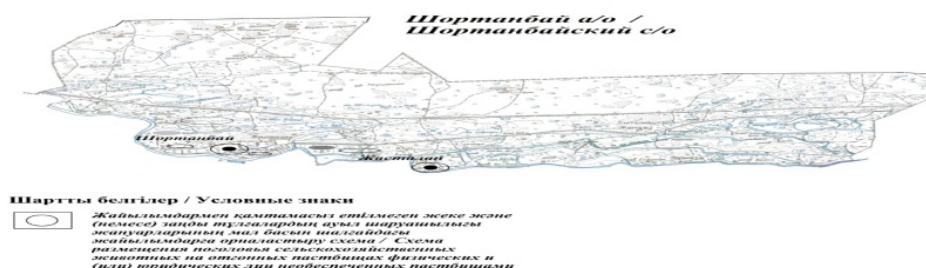 Шортанбай а/о /
Шортанбайский с/о
Шортанбай
Жасталап
Шартты белгілер / Условные знаки
Жайылымдармен қамтамасыз етілмеген жеке және
(немесе) заңды тұлғалардың ауыл шаруашылығы
жануарларының мал басын шалғайдағы
жайылымдарға орналастыру схема / Схема
размещения поголовья сельскохозяйственных
животных на отгонных пастбищах физических и
(или) юридических лиц необеспеченных пастбищами